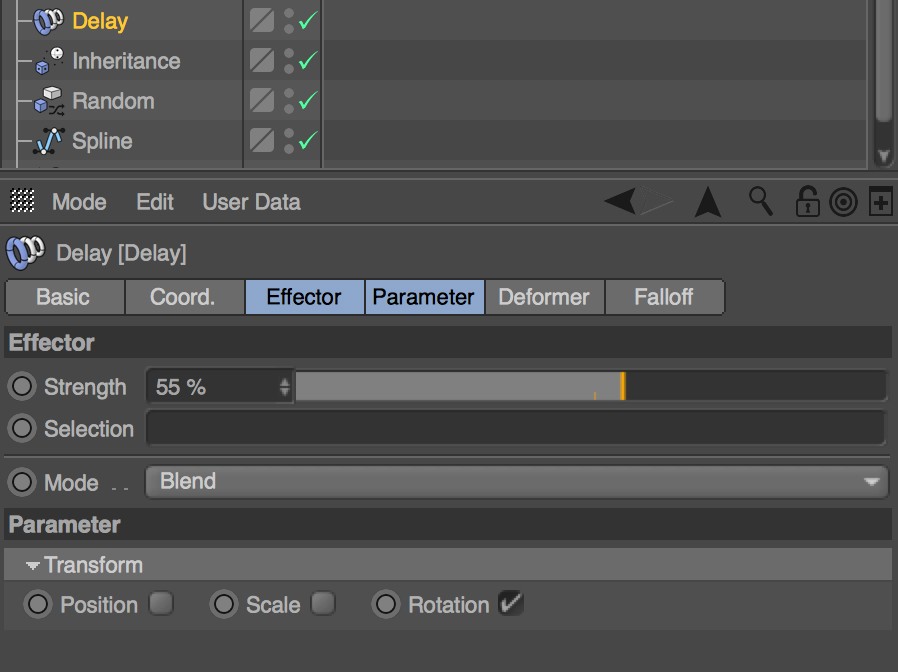 Delay
Inheritance
Random
Spline
Mode Edit User Data
Delay [Delay]
Basic Coord. Effector Parameter Deformer Falloff
Effector
Strength 55 %
Selection
Mode . . Blend
Parameter
Transform
Position Scale Rotation